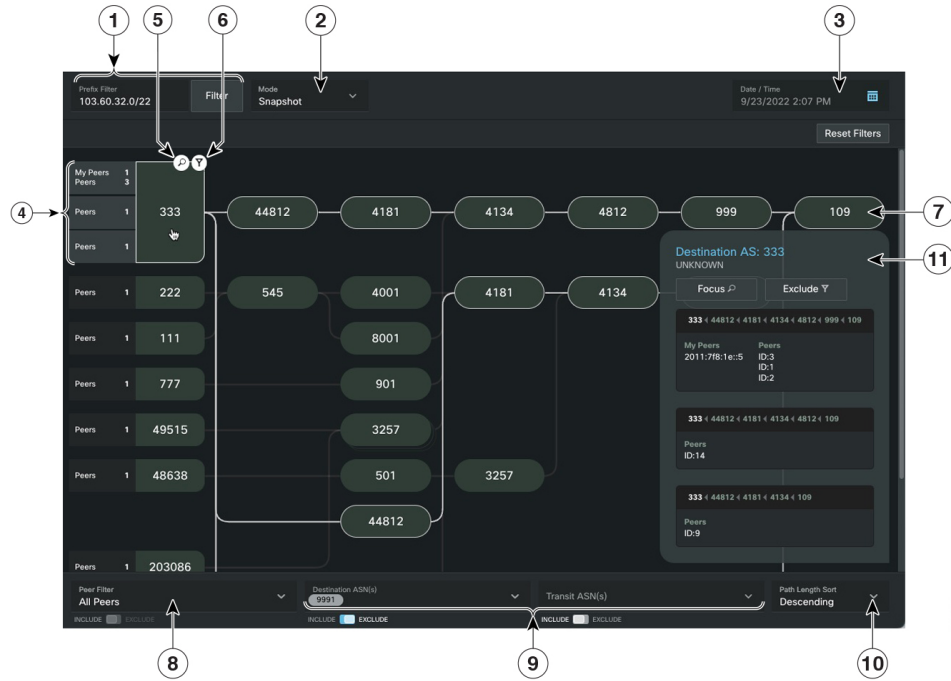 1
5
6
2
3
Prefix Filter
103.60.32.0/22
Filter
Mode
Snapshot
Date / Time
9/23/2022 2:07 PM
Reset Filters
4
My Peers 1
Peers 3
Peers 1
Peers 1
333
44812
4181
4134
4812
999
109
7
11
Destination AS: 333
UNKNOWN
Focus
Exclude
333 44812 4181 4134 4812 999 109
My Peers Peers
2011:7f8:1e::5 ID:3
ID:1
ID:2
333 44812 4181 4134 4812 109
Peers
ID:14
333 44812 4181 4134 109
Peers
ID:9
Peers 1 222 545 4001 4181 4134
Peers 1 111 8001
Peers 1 777 901
Peers 1 49515 3257
Peers 1 48638 501 3257
44812
Peers 1 203086
Peer Filter
All Peers
INCLUDE EXCLUDE
Destination ASN(s)
9991
INCLUDE EXCLUDE
Transit ASN(s)
INCLUDE EXCLUDE
Path Length Sort
Descending
8
9
10